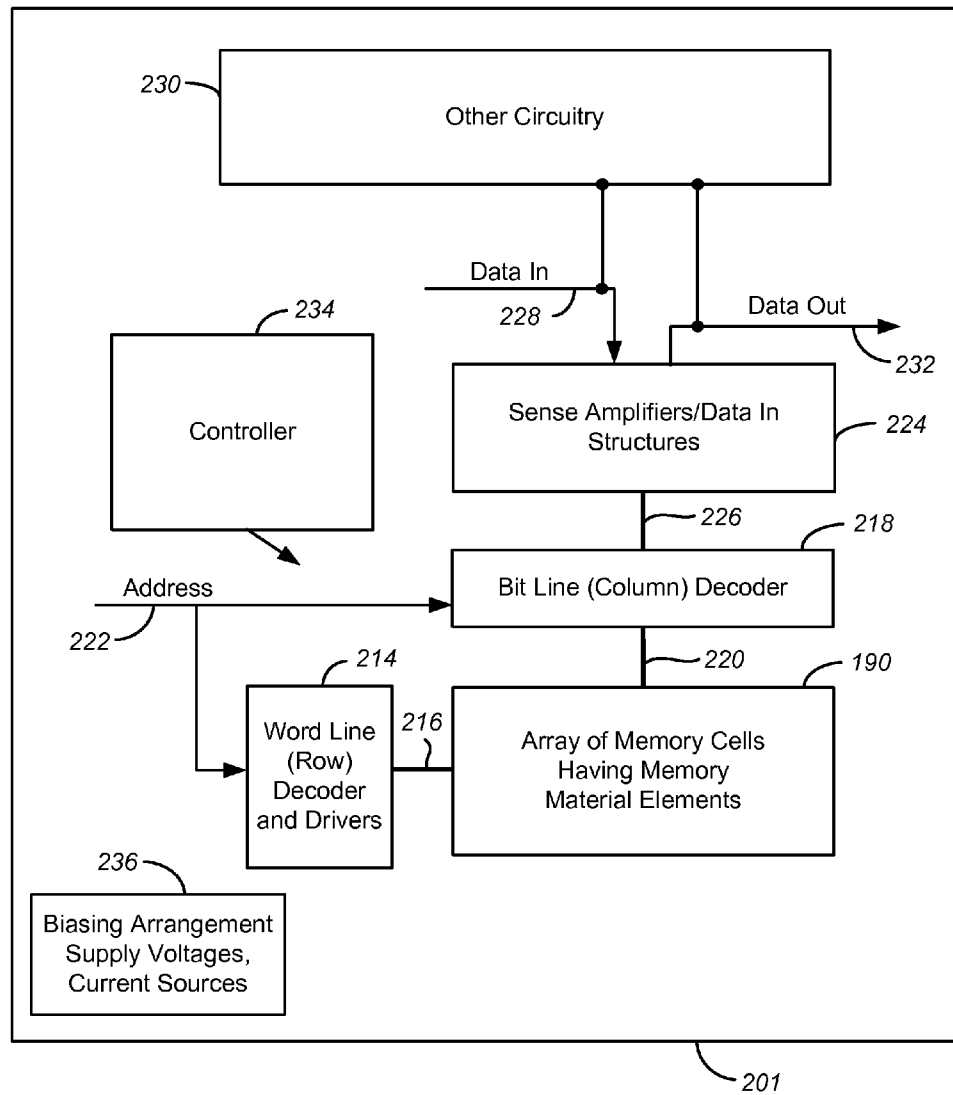 230
Other Circuitry
Data In
228
Data Out
232
234
Controller
Sense Amplifiers/Data In
Structures
224
226
218
Bit Line (Column) Decoder
Address
222
220
190
214
Word Line
(Row)
Decoder
and Drivers
216
Array of Memory Cells
Having Memory
Material Elements
236
Biasing Arrangement
Supply Voltages,
Current Sources
201